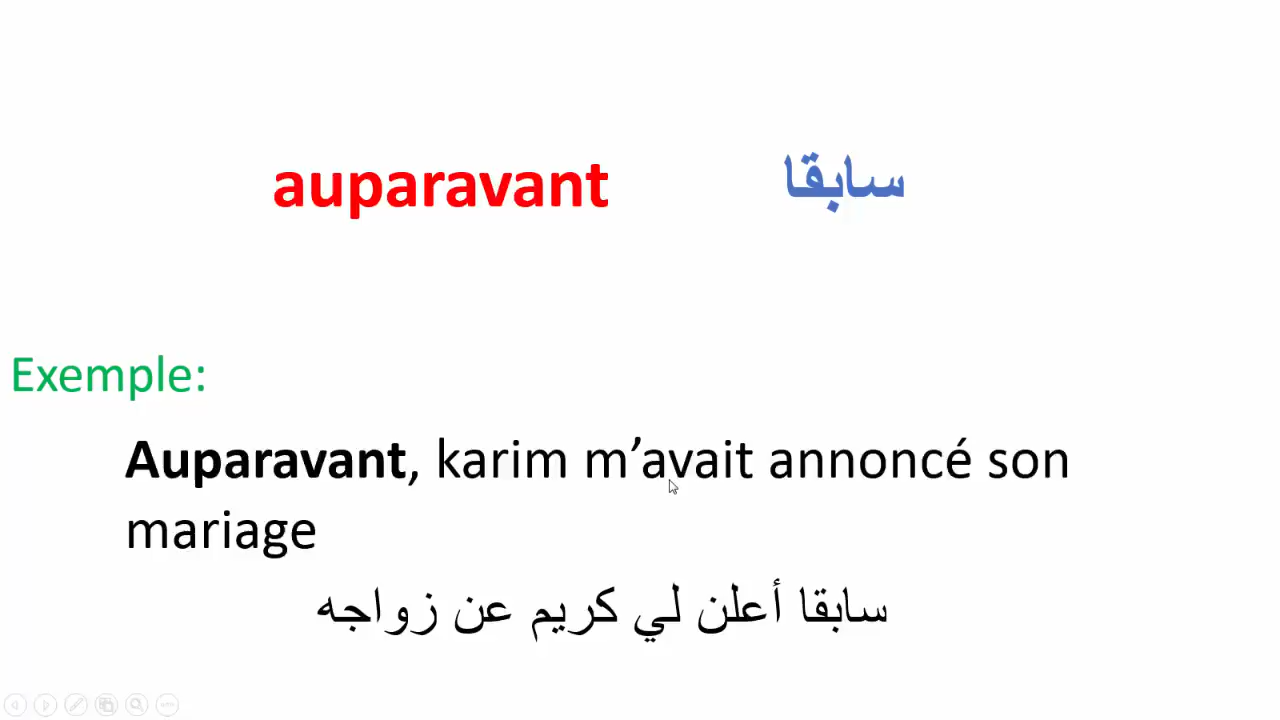 auparavant سابقا
Exemple:
Auparavant, karim m’avait annoncé son
mariage
سابقا أعلن لي كريم عن زواجه